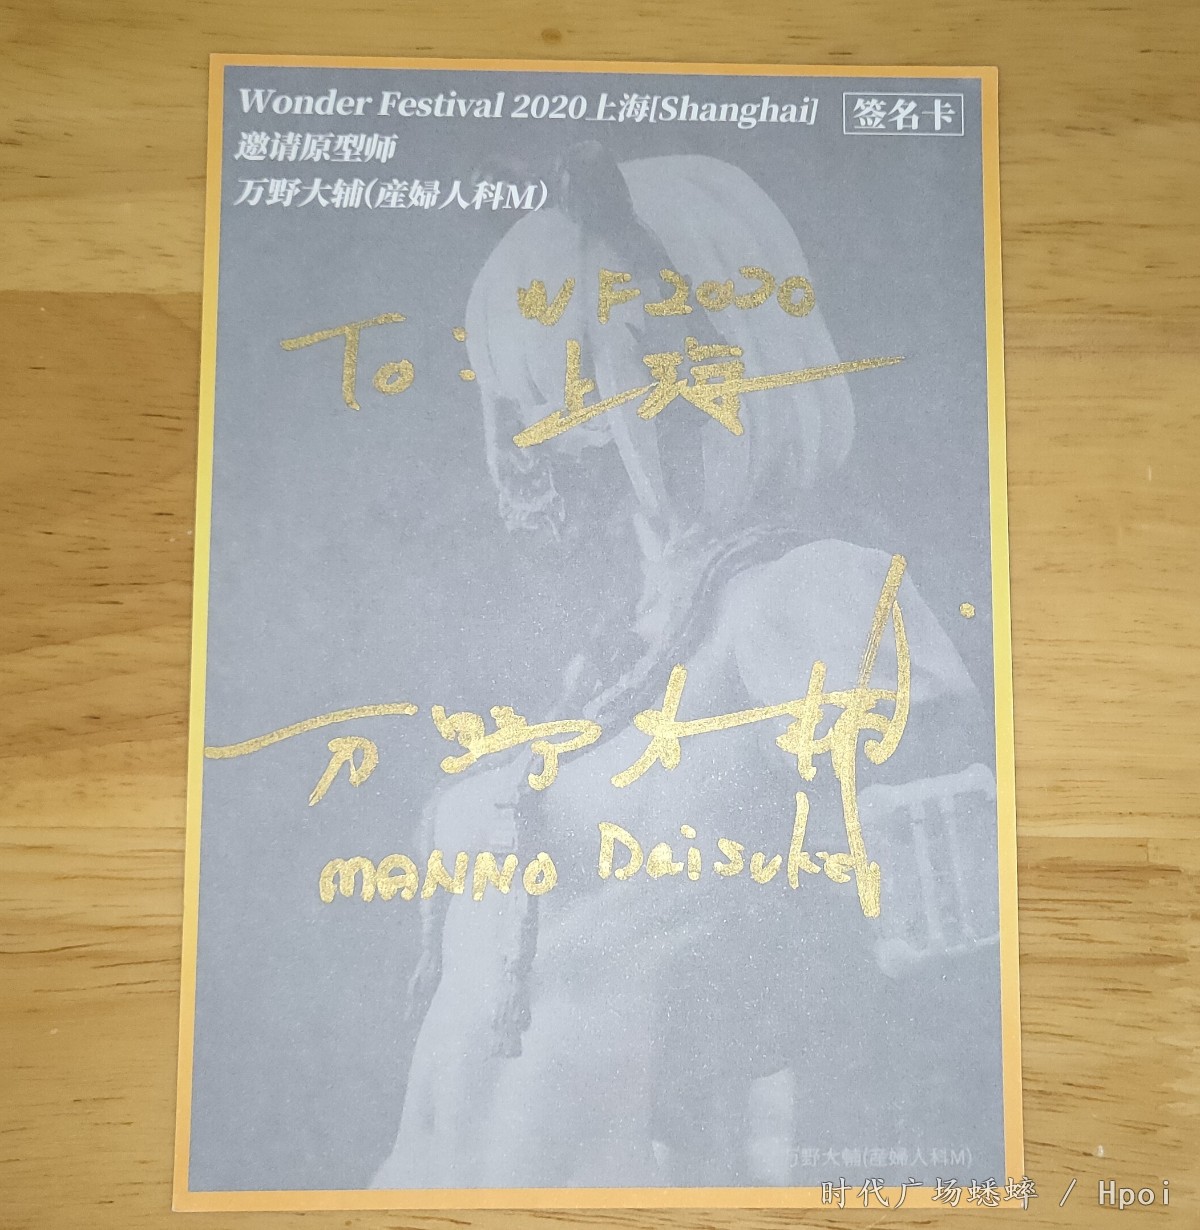 Wonder Festival 2020上海[Shanghai]
签名卡
邀请原型师
万野大辅(産婦人科M)
To:
WF2020
上海
万野大輔
MANNO Daisuke
万野大輔(産婦人科M)
时代广场蟋蟀 / Hpoi